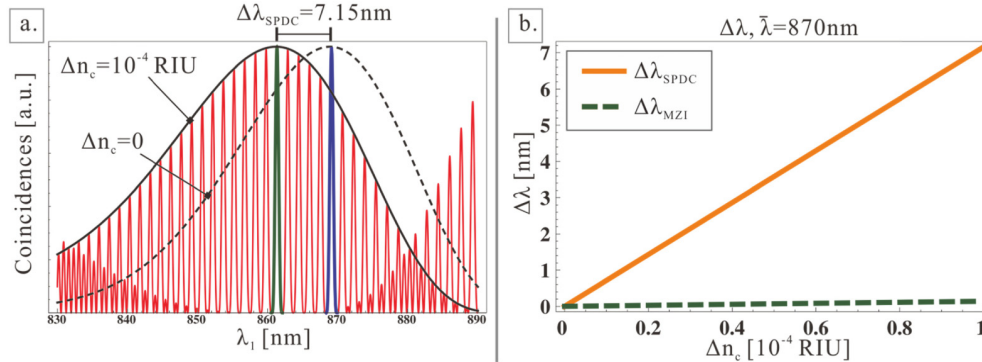 a.
Δλ_SPDC=7.15nm
Δn_c=10⁻⁴ RIU
Δn_c=0
Coincidences [a.u.]
830 840 850 860 870 880 890
λ₁ [nm]
b.
Δλ, λ̄=870nm
Δλ_SPDC
Δλ_MZI
Δλ [nm]
7
6
5
4
3
2
1
0
0 0.2 0.4 0.6 0.8 1
Δn_c [10⁻⁴ RIU]